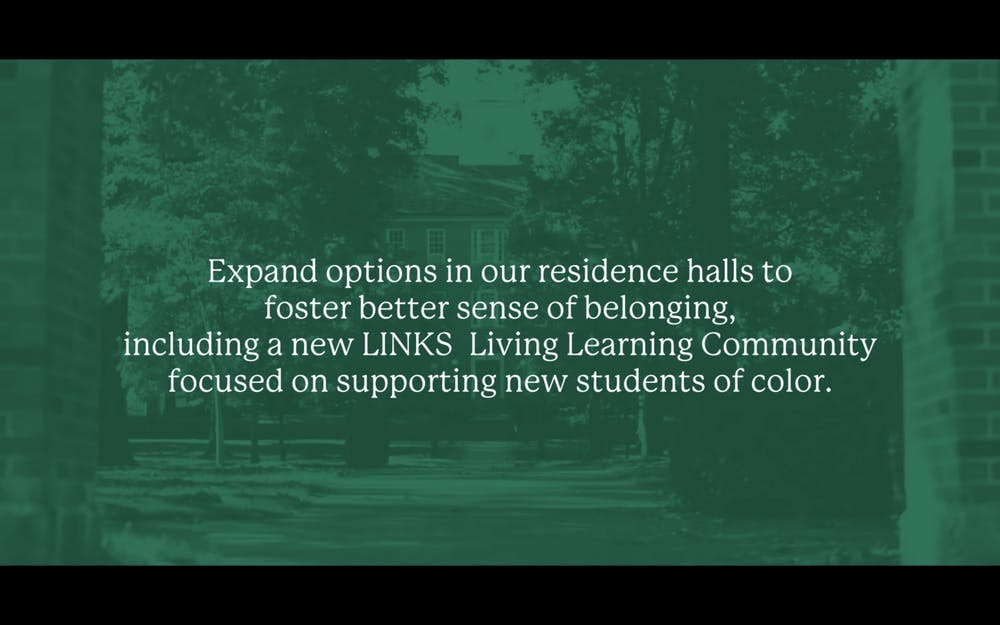 Expand options in our residence halls to
foster better sense of belonging,
including a new LINKS  Living Learning Community
focused on supporting new students of color.